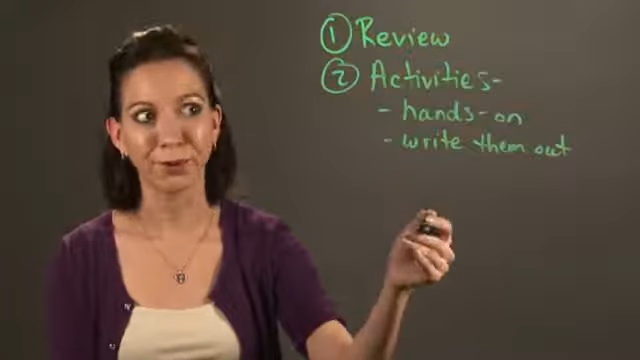 ① Review
② Activities-
- hands-on
- write them out